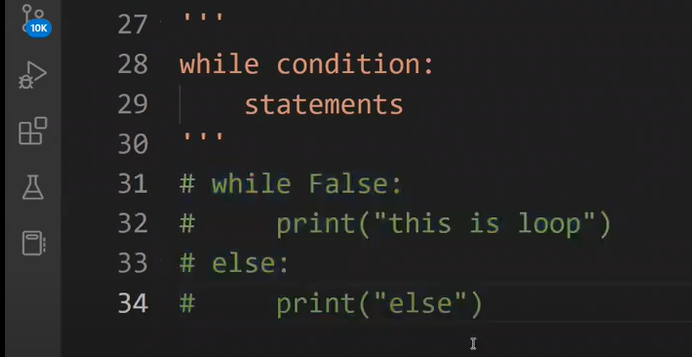 10K
27 '''
28 while condition:
29     statements
30 '''
31 # while False:
32 #     print("this is loop")
33 # else:
34 #     print("else")